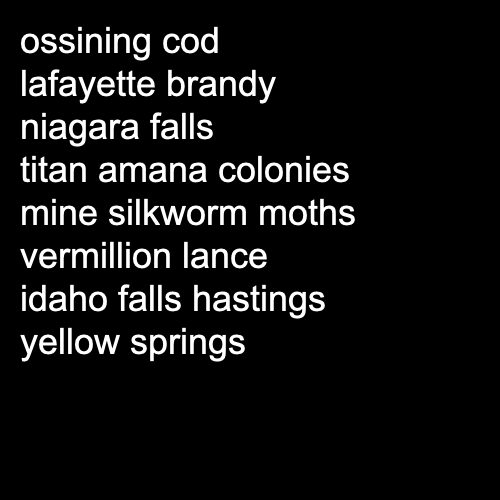 ossining cod
lafayette brandy
niagara falls
titan amana colonies
mine silkworm moths
vermillion lance
idaho falls hastings
yellow springs